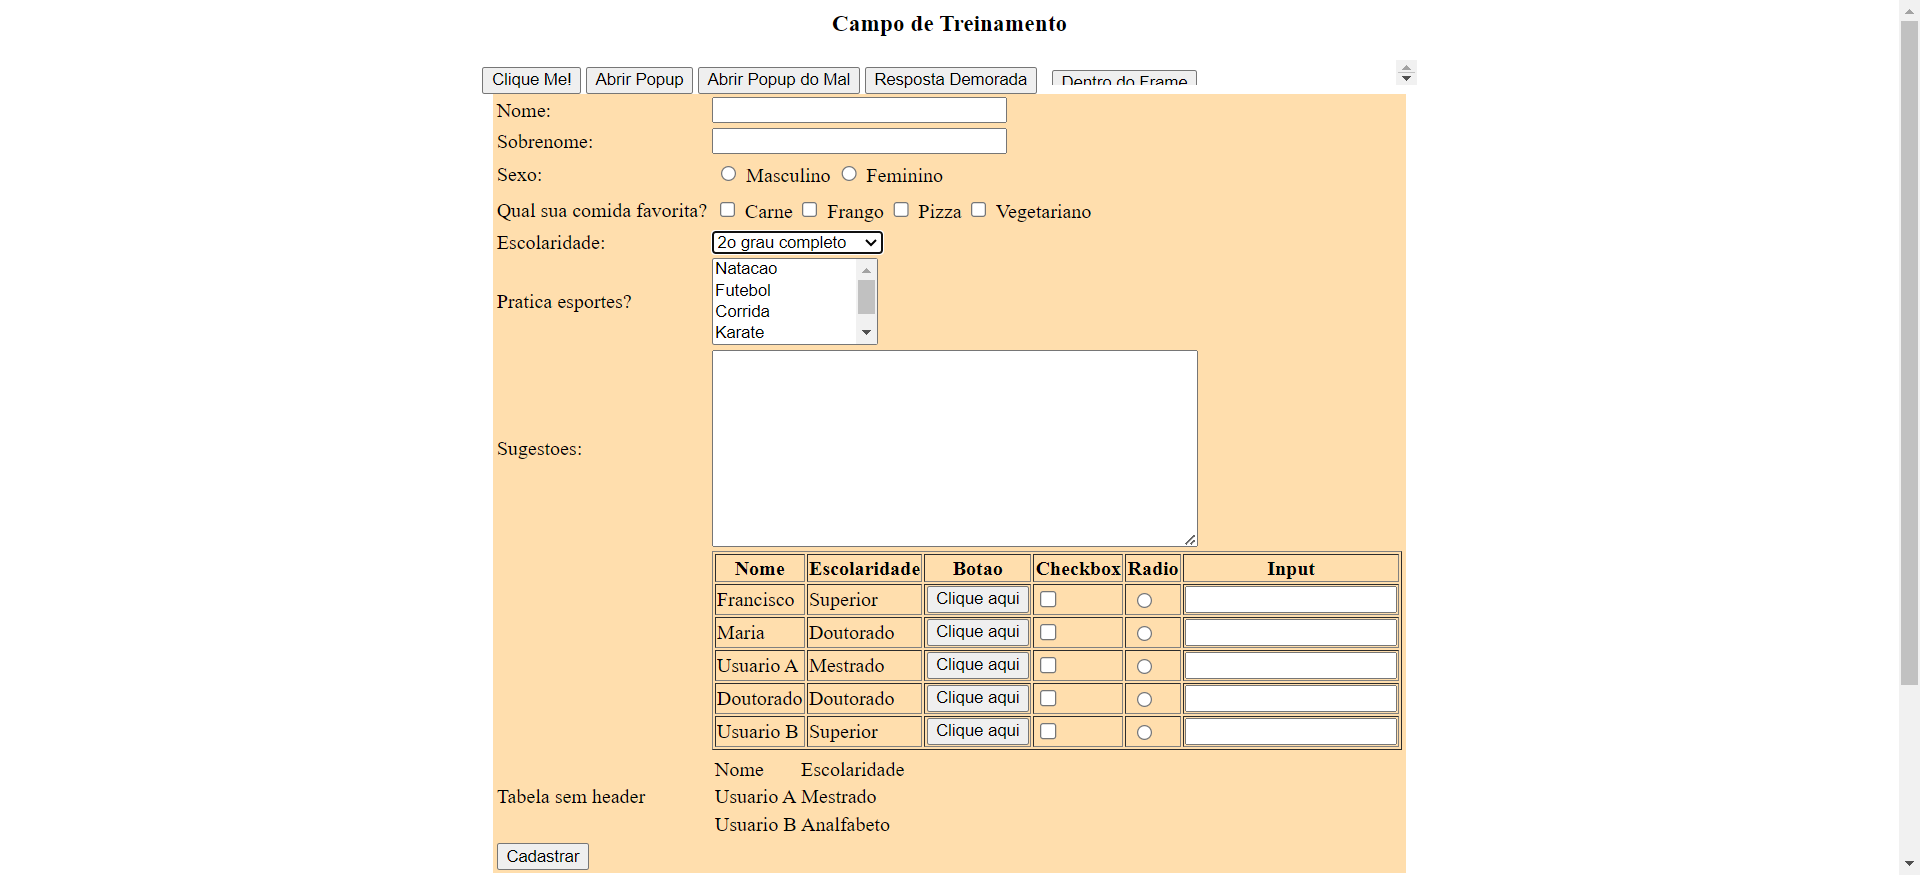 Campo de Treinamento
Clique Me! Abrir Popup Abrir Popup do Mal Resposta Demorada Dentro do Frame
Nome:
Sobrenome:
Sexo: Masculino Feminino
Qual sua comida favorita? Carne Frango Pizza Vegetariano
Escolaridade: 2o grau completo
Natacao
Futebol
Pratica esportes?
Corrida
Karate
Sugestoes:
Nome Escolaridade Botao Checkbox Radio Input
Francisco Superior Clique aqui
Maria Doutorado Clique aqui
Usuario A Mestrado Clique aqui
Doutorado Doutorado Clique aqui
Usuario B Superior Clique aqui
Nome Escolaridade
Tabela sem header Usuario A Mestrado
Usuario B Analfabeto
Cadastrar